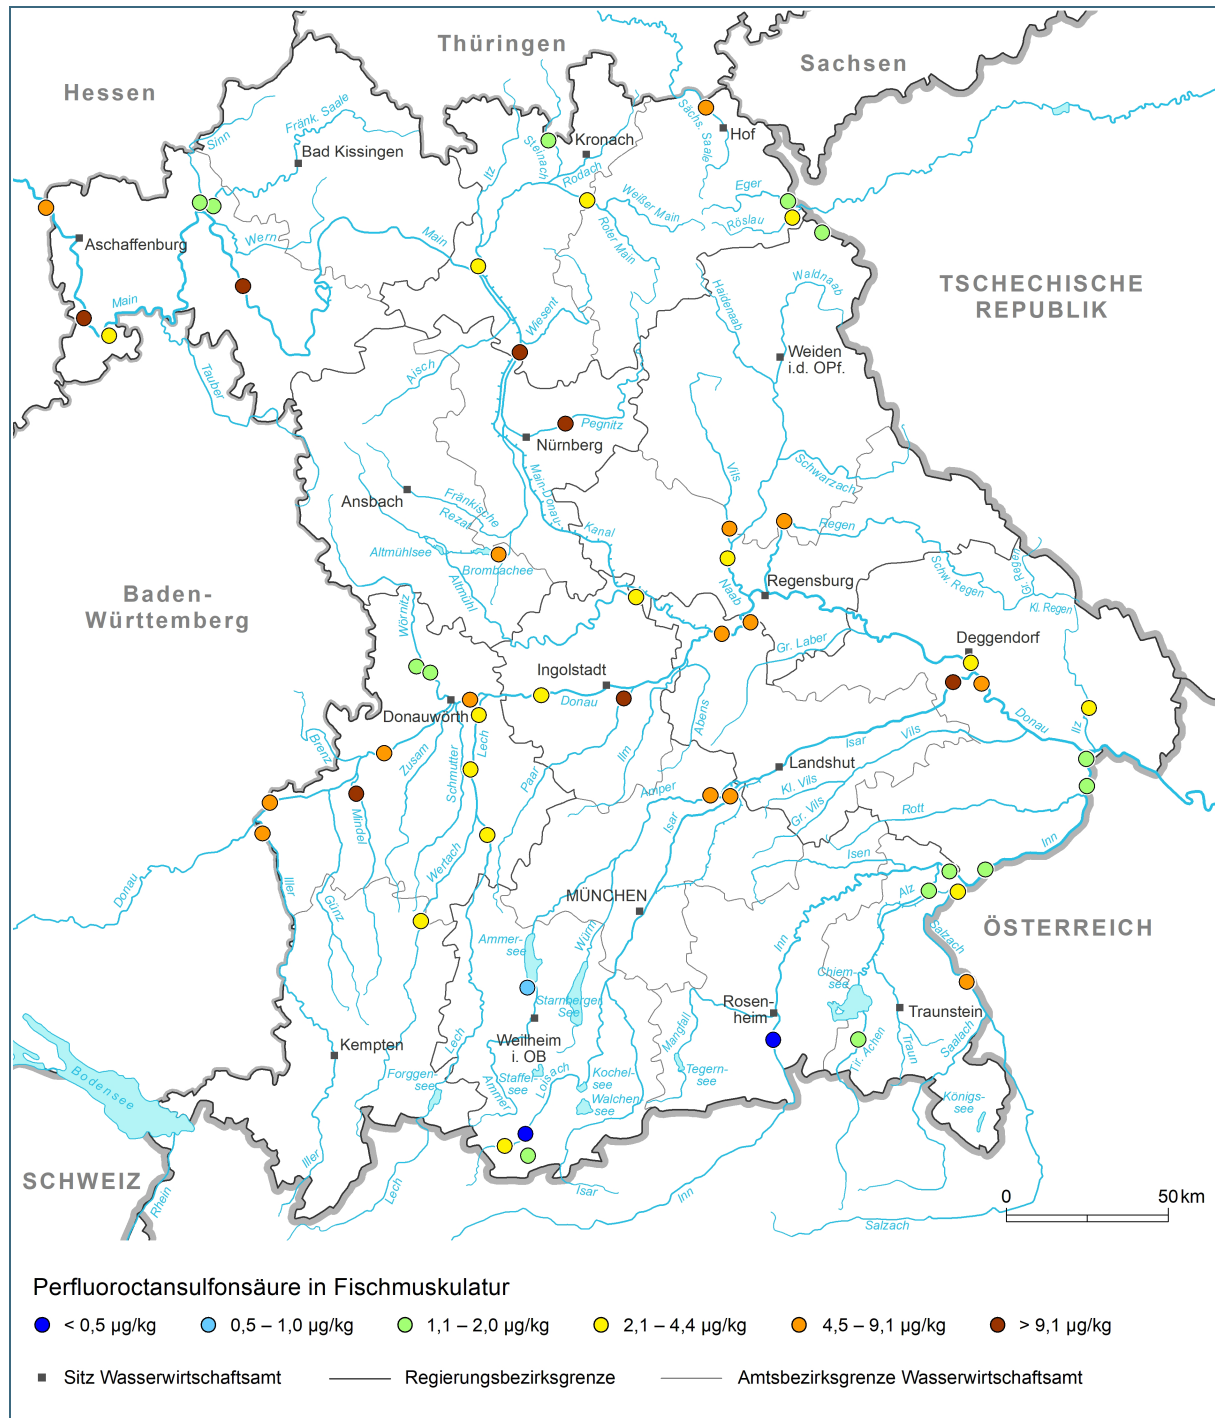 Thüringen
Sachsen
Hessen
Sinn
Fränk. Saale
Bad Kissingen
Itz
Steinach
Kronach
Rodach
Sächs. Saale
Hof
Eger
Weißer Main
Röslau
Roter Main
Aschaffenburg
Wern
Main
Main
Wiesent
Haidenaab
Waldnaab
TSCHECHISCHE
REPUBLIK
Tauber
Aisch
Weiden
i.d. OPf.
Pegnitz
Nürnberg
Vils
Schwarzach
Ansbach
Fränkische
Rezat
Main-Donau-
Kanal
Regen
Altmühlsee
Brombachsee
Altmühl
Schw. Regen
Gr. Regen
Kl. Regen
Naab
Regensburg
Baden-
Württemberg
Wörnitz
Gr. Laber
Deggendorf
Ingolstadt
Donau
Donauwörth
Abens
Donau
Ilz
Brenz
Zusam
Schmutter
Lech
Paar
Ilm
Isar
Vils
Landshut
Kl. Vils
Gr. Vils
Amper
Isar
Mindel
Rott
Inn
Donau
Iller
Günz
Wertach
Isen
MÜNCHEN
Alz
ÖSTERREICH
Ammer-
see
Würm
Inn
Salzach
Chiem-
see
Starnberger
See
Rosen-
heim
Traunstein
Weilheim
i. OB
Mangfall
Tir. Achen
Traun
Saalach
Kempten
Lech
Forggen-
see
Staffel-
see
Loisach
Ammer
Kochel-
see
Walchen
see
Tegern-
see
Königs-
see
Bodensee
SCHWEIZ
Rhein
Iller
Lech
Isar
Inn
Salzach
0 50 km
Perfluoroctansulfonsäure in Fischmuskulatur
< 0,5 µg/kg 0,5 – 1,0 µg/kg 1,1 – 2,0 µg/kg 2,1 – 4,4 µg/kg 4,5 – 9,1 µg/kg > 9,1 µg/kg
Sitz Wasserwirtschaftsamt Regierungsbezirksgrenze Amtsbezirksgrenze Wasserwirtschaftsamt